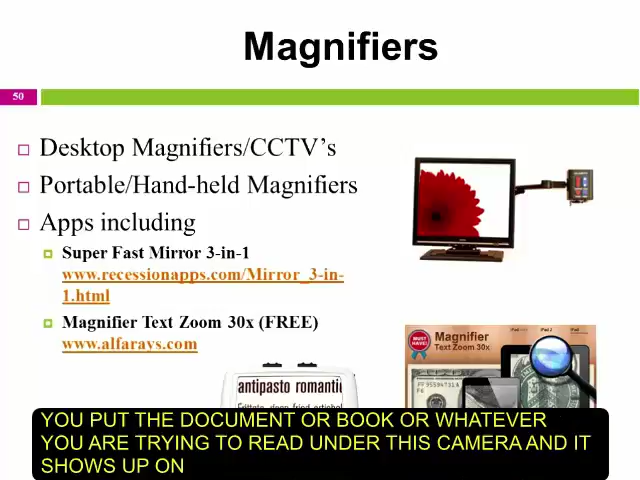 Magnifiers
50
Desktop Magnifiers/CCTV's
Portable/Hand-held Magnifiers
Apps including
Super Fast Mirror 3-in-1
www.recessionapps.com/Mirror_3-in-
1.html
Magnifier Text Zoom 30x (FREE)
www.alfarays.com
MUST HAVE!
Magnifier
Text Zoom 30x
antipasto romantic
YOU PUT THE DOCUMENT OR BOOK OR WHATEVER
YOU ARE TRYING TO READ UNDER THIS CAMERA AND IT
SHOWS UP ON